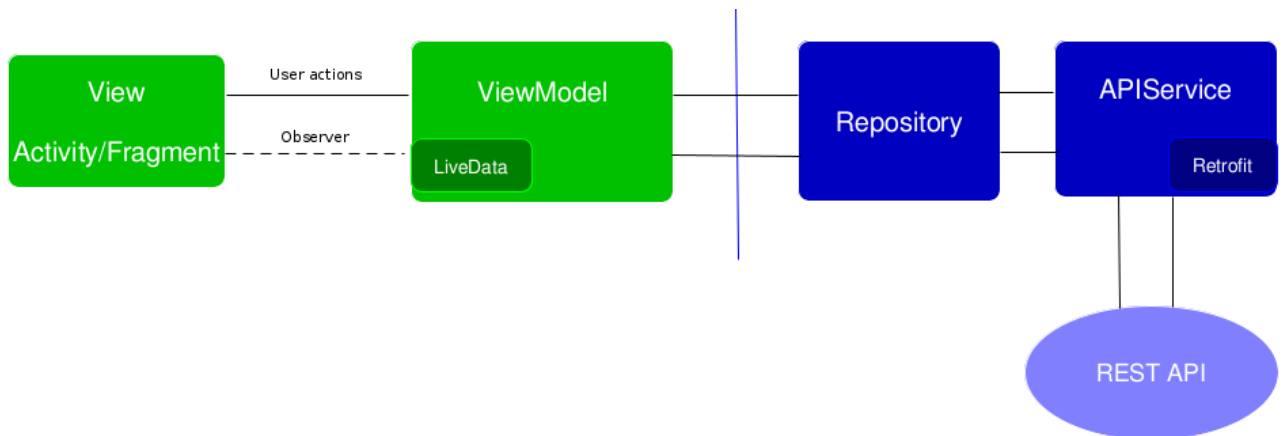 View
Activity/Fragment
User actions
Observer
ViewModel
LiveData
Repository
APIService
Retrofit
REST API